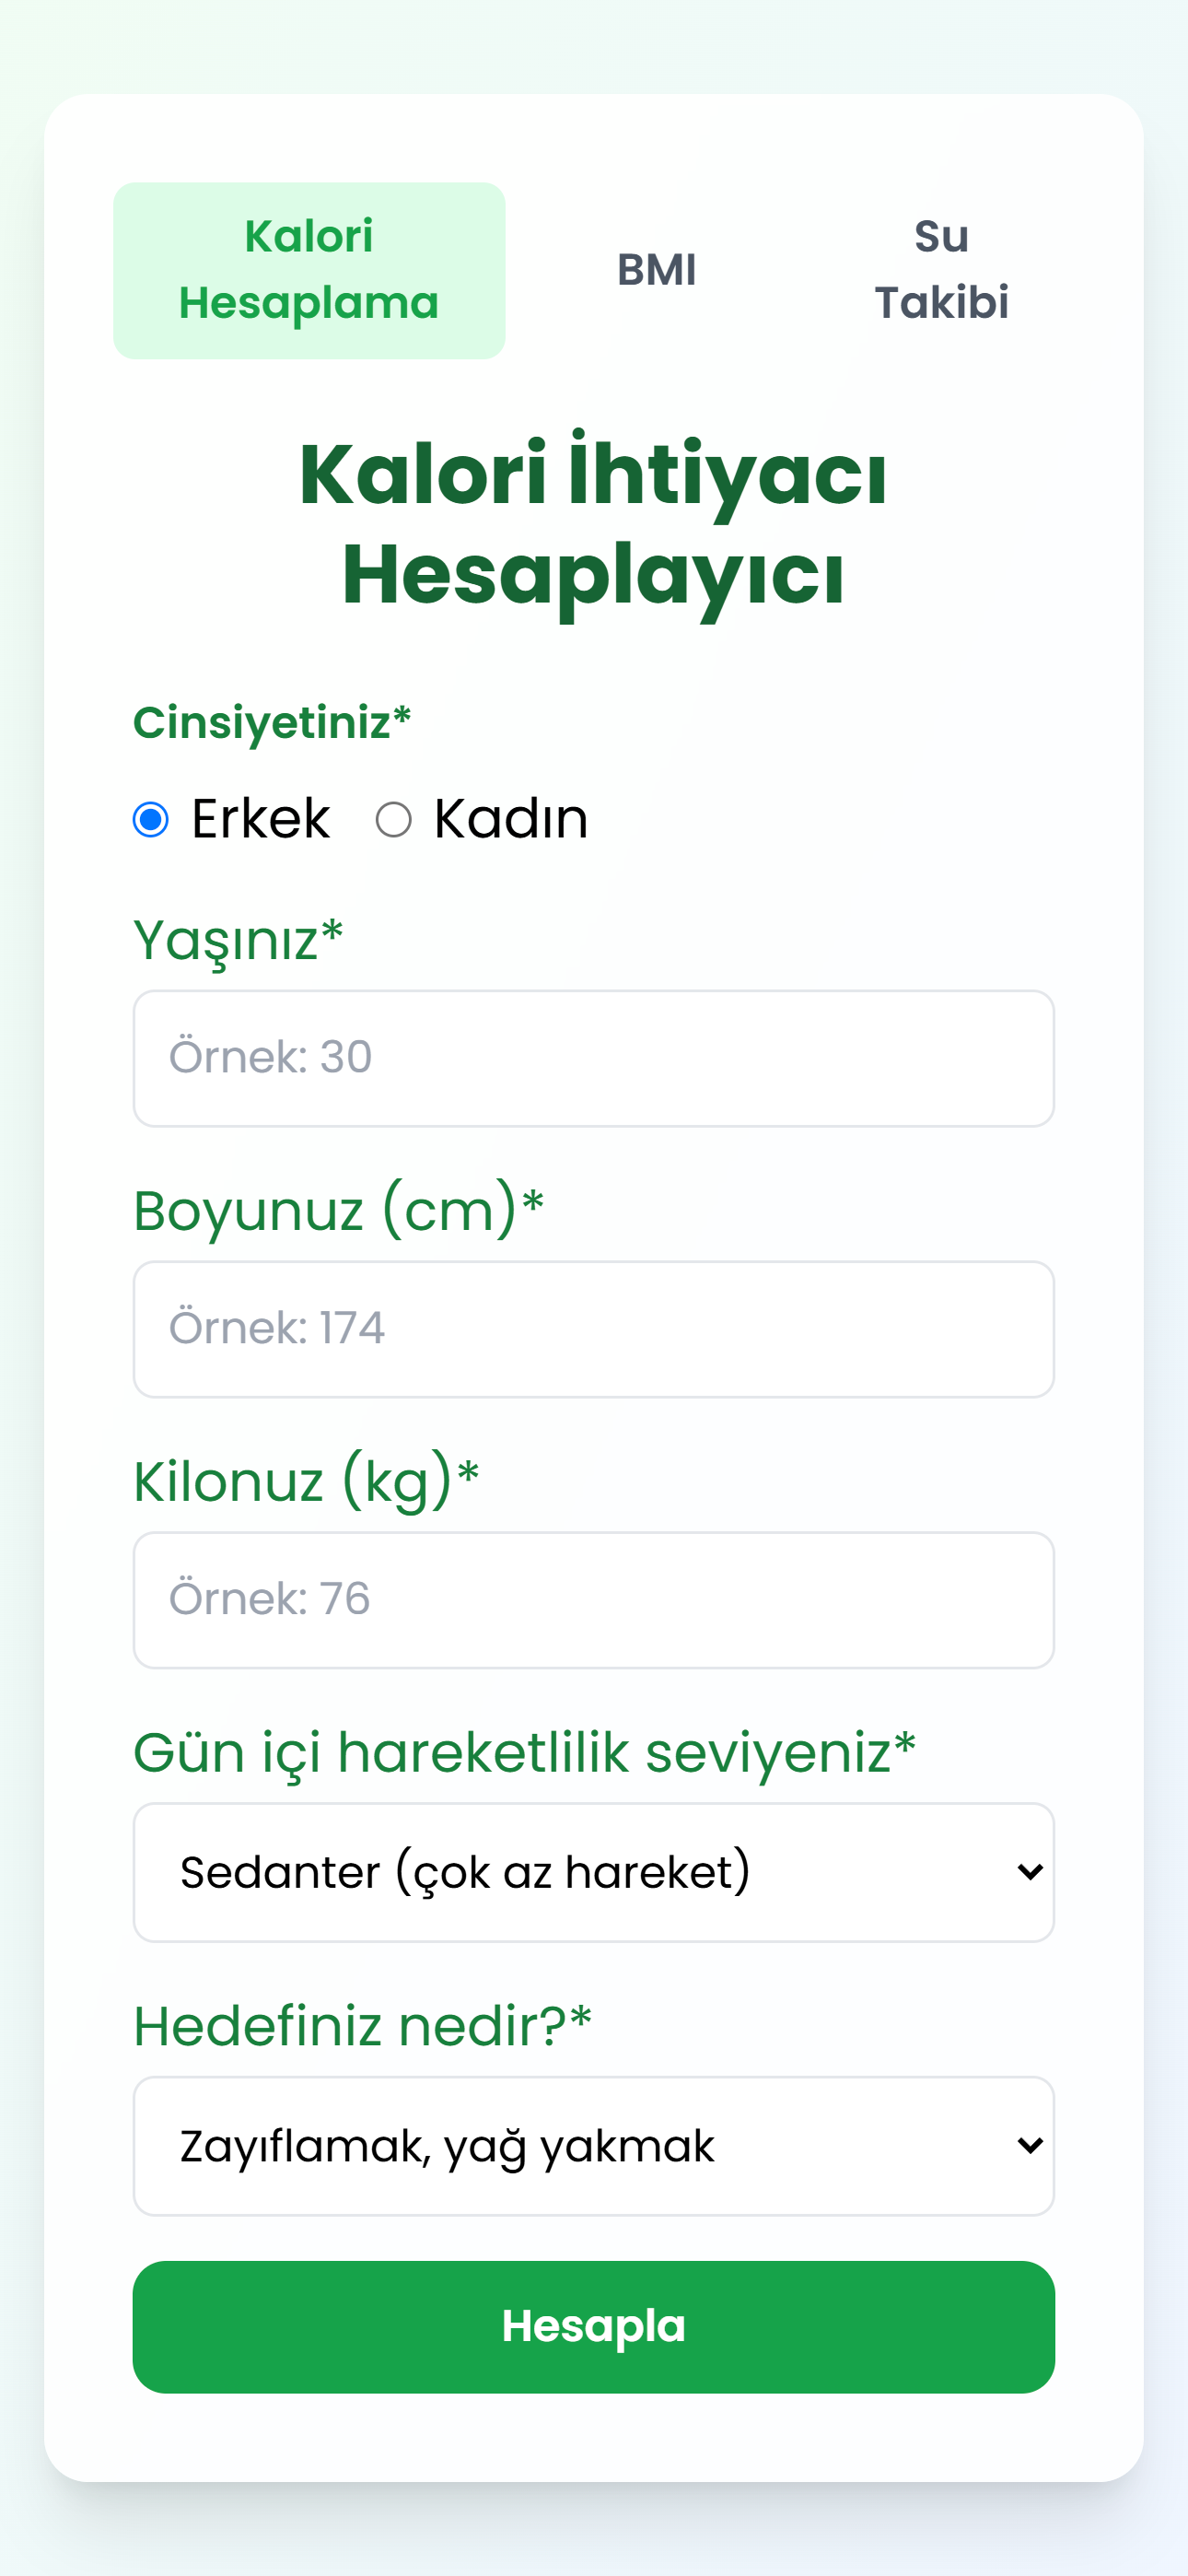 Kalori
Hesaplama
BMI
Su
Takibi
Kalori İhtiyacı
Hesaplayıcı
Cinsiyetiniz*
Erkek Kadın
Yaşınız*
Örnek: 30
Boyunuz (cm)*
Örnek: 174
Kilonuz (kg)*
Örnek: 76
Gün içi hareketlilik seviyeniz*
Sedanter (çok az hareket)
Hedefiniz nedir?*
Zayıflamak, yağ yakmak
Hesapla